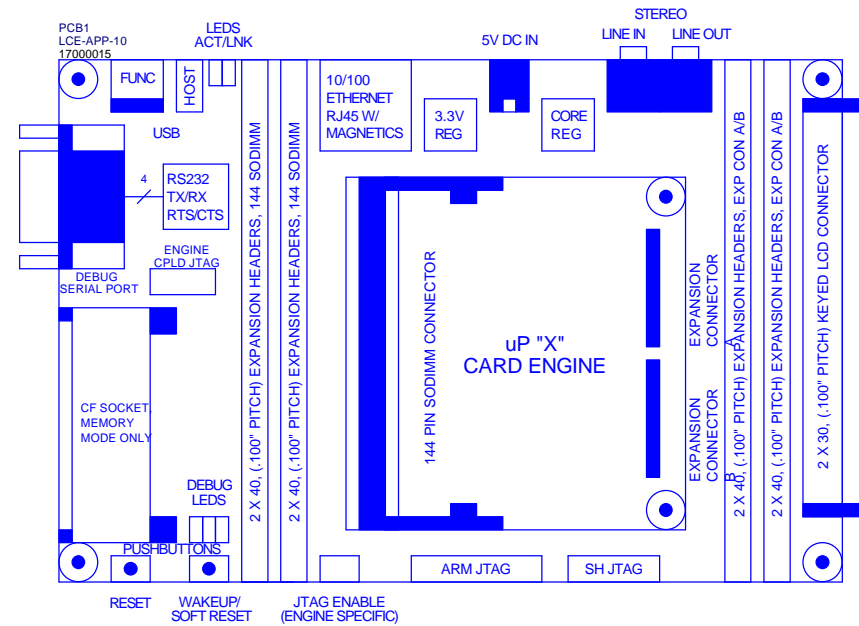 PCB1
LCE-APP-10
17000015
LEDS
ACT/LNK
STEREO
LINE IN
LINE OUT
5V DC IN
FUNC
HOST
USB
10/100
ETHERNET
RJ45 W/
MAGNETICS
3.3V
REG
CORE
REG
4
RS232
TX/RX
RTS/CTS
ENGINE
CPLD JTAG
DEBUG
SERIAL PORT
2 X 40, (.100" PITCH) EXPANSION HEADERS, 144 SODIMM
2 X 40, (.100" PITCH) EXPANSION HEADERS, 144 SODIMM
144 PIN SODIMM CONNECTOR
uP "X"
CARD ENGINE
EXPANSION
CONNECTOR
A
EXPANSION
CONNECTOR
B
2 X 40, (.100" PITCH) EXPANSION HEADERS, EXP CON A/B
2 X 40, (.100" PITCH) EXPANSION HEADERS, EXP CON A/B
2 X 30, (.100" PITCH) KEYED LCD CONNECTOR
CF SOCKET,
MEMORY
MODE ONLY
DEBUG
LEDS
PUSHBUTTONS
ARM JTAG
SH JTAG
RESET
WAKEUP/
SOFT RESET
JTAG ENABLE
(ENGINE SPECIFIC)